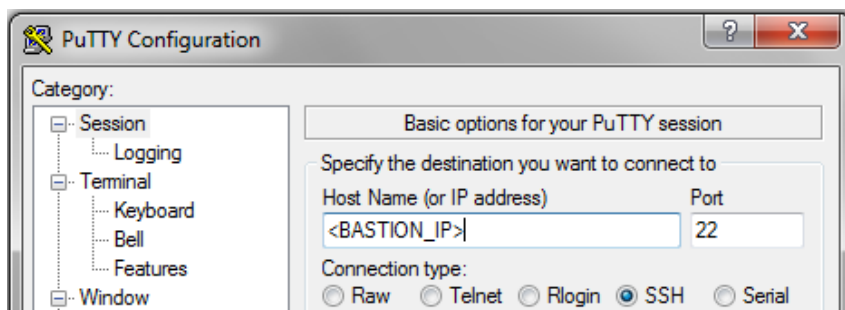 PuTTY Configuration
? x
Category:
Session
Logging
Terminal
Keyboard
Bell
Features
Window
Basic options for your PuTTY session
Specify the destination you want to connect to
Host Name (or IP address) Port
<BASTION_IP> 22
Connection type:
Raw Telnet Rlogin SSH Serial